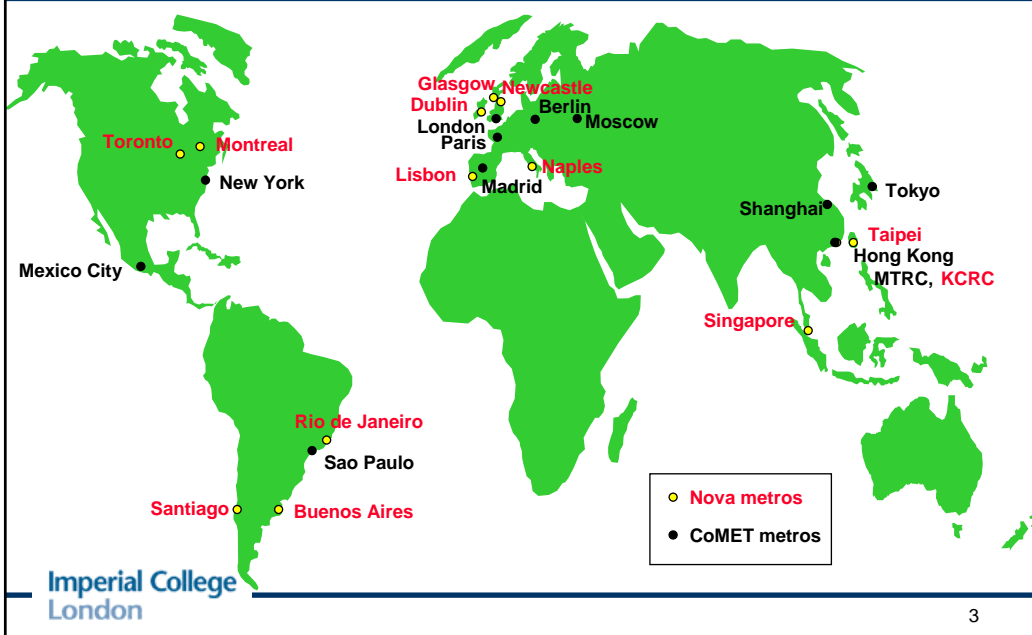 Glasgow
Newcastle
Dublin
Berlin
London
Moscow
Paris
Toronto
Montreal
Lisbon
Naples
New York
Madrid
Tokyo
Shanghai
Taipei
Hong Kong
Mexico City
MTRC, KCRC
Singapore
Rio de Janeiro
Sao Paulo
Santiago
Buenos Aires
Nova metros
CoMET metros
Imperial College
London
3